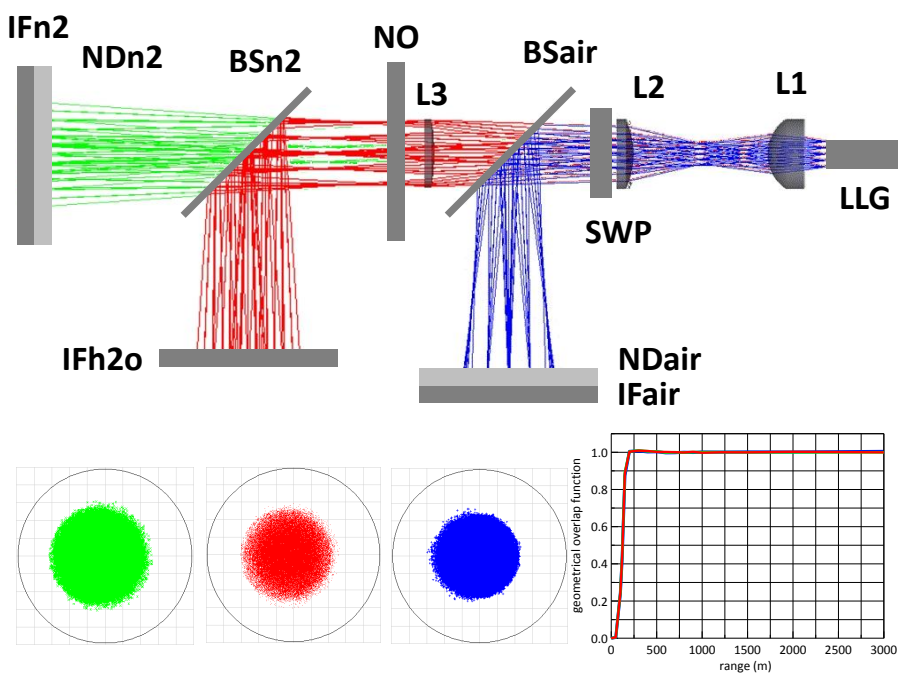 IFn2
NDn2
BSn2
NO
L3
BSair
L2
L1
LLG
SWP
IFh2o
NDair
IFair
geometrical overlap function
1.0
0.8
0.6
0.4
0.2
0.0
0 500 1000 1500 2000 2500 3000
range (m)